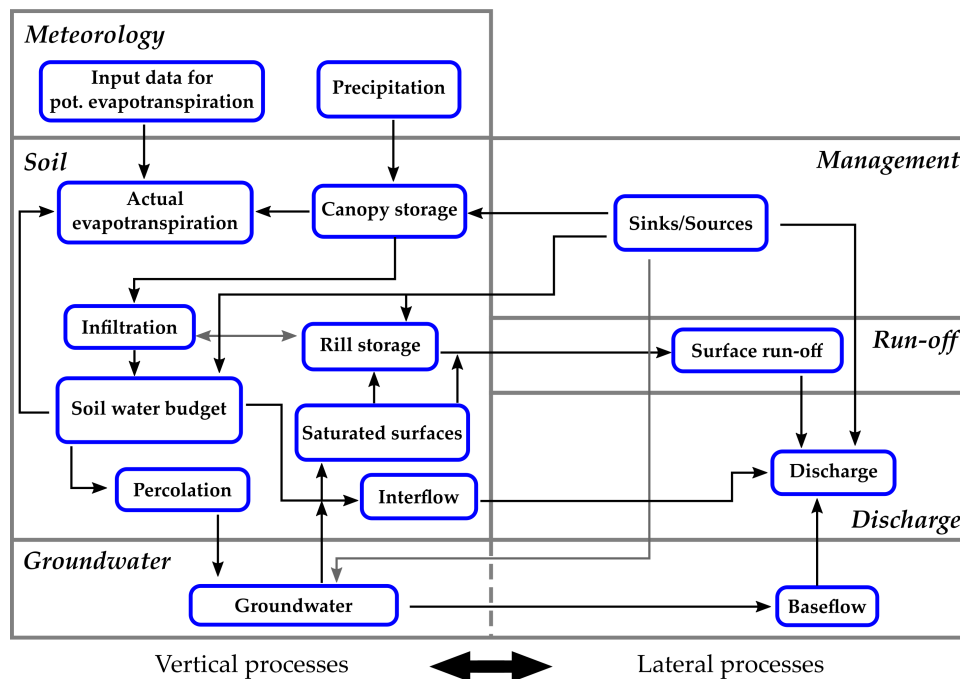 Meteorology
Input data for
pot. evapotranspiration
Precipitation
Soil
Management
Actual
evapotranspiration
Canopy storage
Sinks/Sources
Infiltration
Rill storage
Surface run-off
Run-off
Soil water budget
Saturated surfaces
Discharge
Percolation
Interflow
Discharge
Groundwater
Groundwater
Baseflow
Vertical processes
Lateral processes